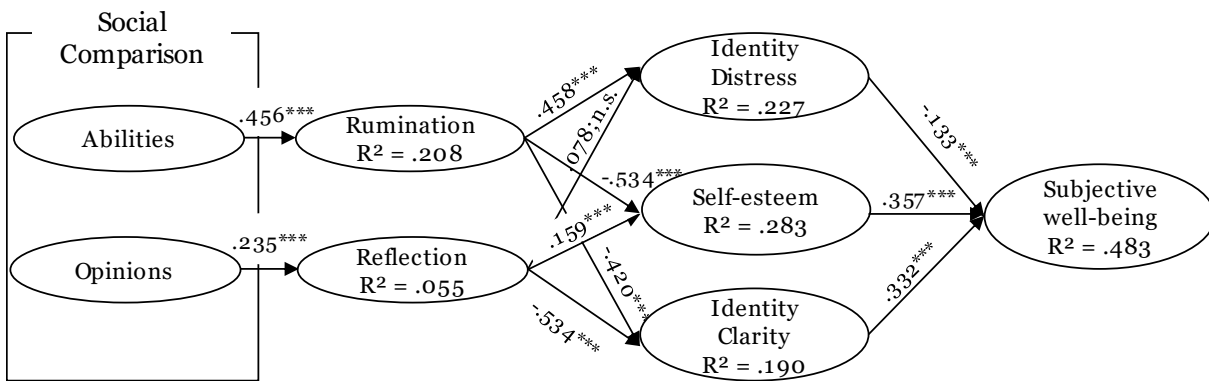 Social
Comparison
Abilities
Opinions
.456***
.235***
Rumination
R² = .208
Reflection
R² = .055
.458***
.078;n.s.
-.534***
.159***
-.420***
-.534***
Identity
Distress
R² = .227
Self-esteem
R² = .283
Identity
Clarity
R² = .190
-.133***
.357***
.332***
Subjective
well-being
R² = .483